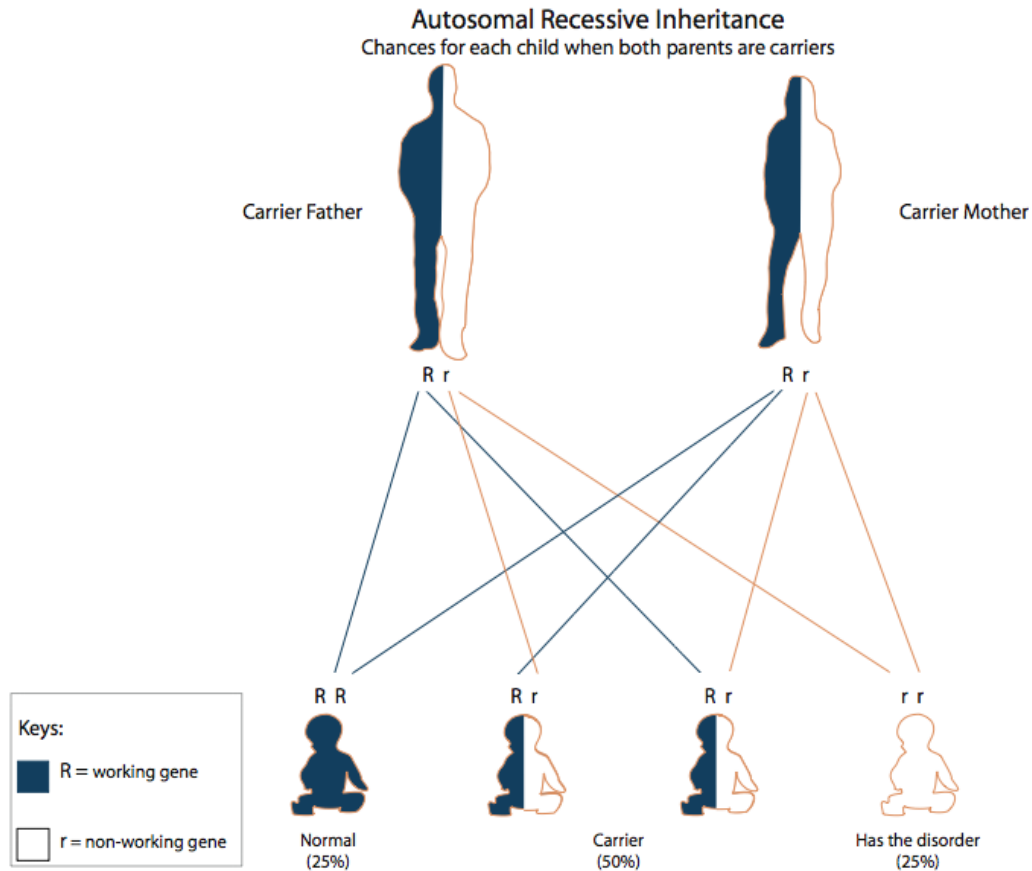 Autosomal Recessive Inheritance
Chances for each child when both parents are carriers
Carrier Father
Carrier Mother
R r
R r
R R
R r
R r
r r
Keys:
R = working gene
r = non-working gene
Normal
(25%)
Carrier
(50%)
Has the disorder
(25%)